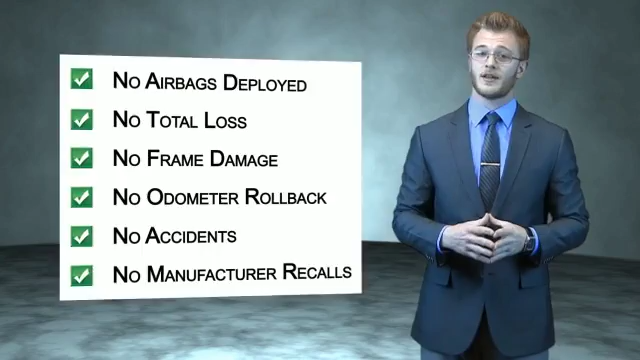 No Airbags Deployed
No Total Loss
No Frame Damage
No Odometer Rollback
No Accidents
No Manufacturer Recalls